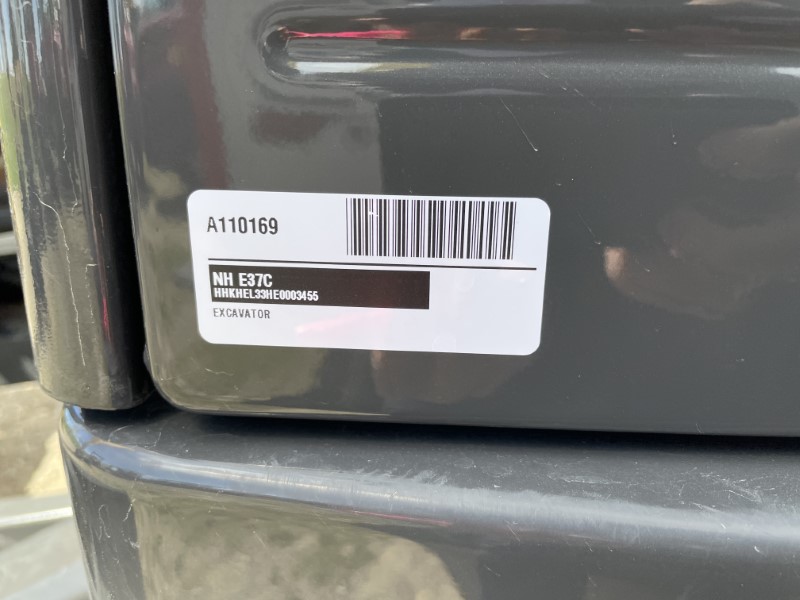 A110169
NH E37C
HHKHEL33HE0003455
EXCAVATOR